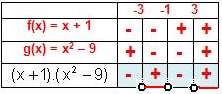 -3 -1 3
f(x) = x + 1 - - + +
g(x) = x² − 9 + - - +
(x +1).(x² − 9) - + - +